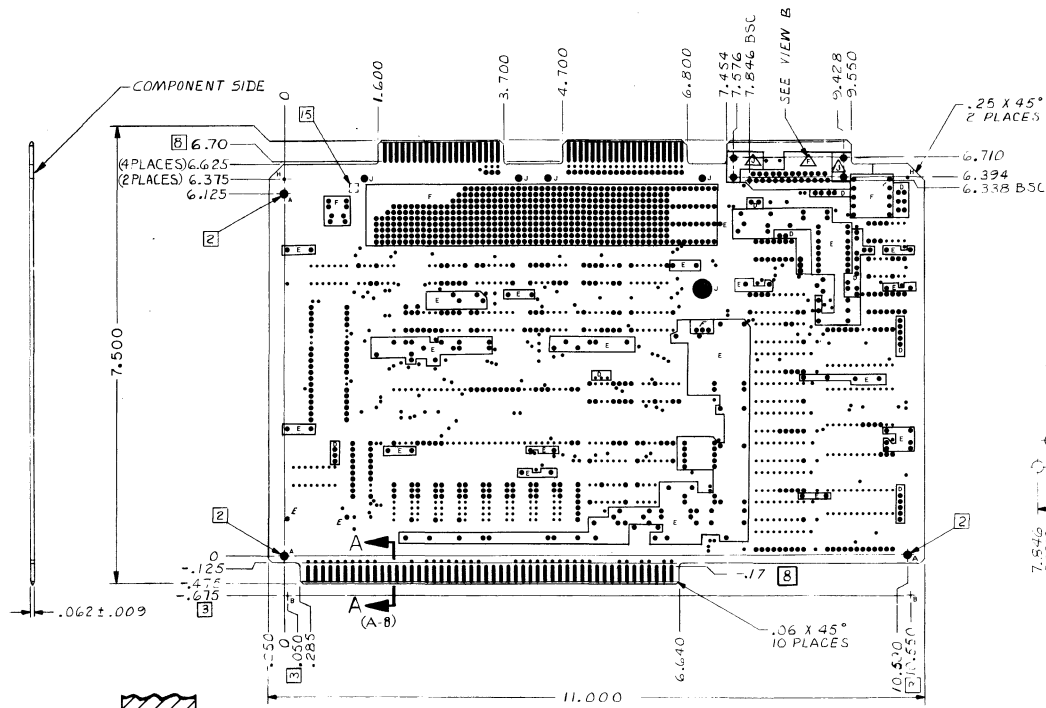 COMPONENT SIDE
0
1.600
3.700
4.700
6.800
7.454
7.576
7.846 BSC
SEE VIEW B
9.428
9.550
.25 X 45°
2 PLACES
15
8 6.70
(4 PLACES) 6.625
(2 PLACES) 6.375
6.125
6.710
6.394
6.338 BSC
2
7.500
2
2
A
A
(A-8)
0
-.125
-.475
-.675
3
.062±.009
-.17 8
.06 X 45°
10 PLACES
.250
0
3 .050
.285
6.640
10.550
11.000
7.846